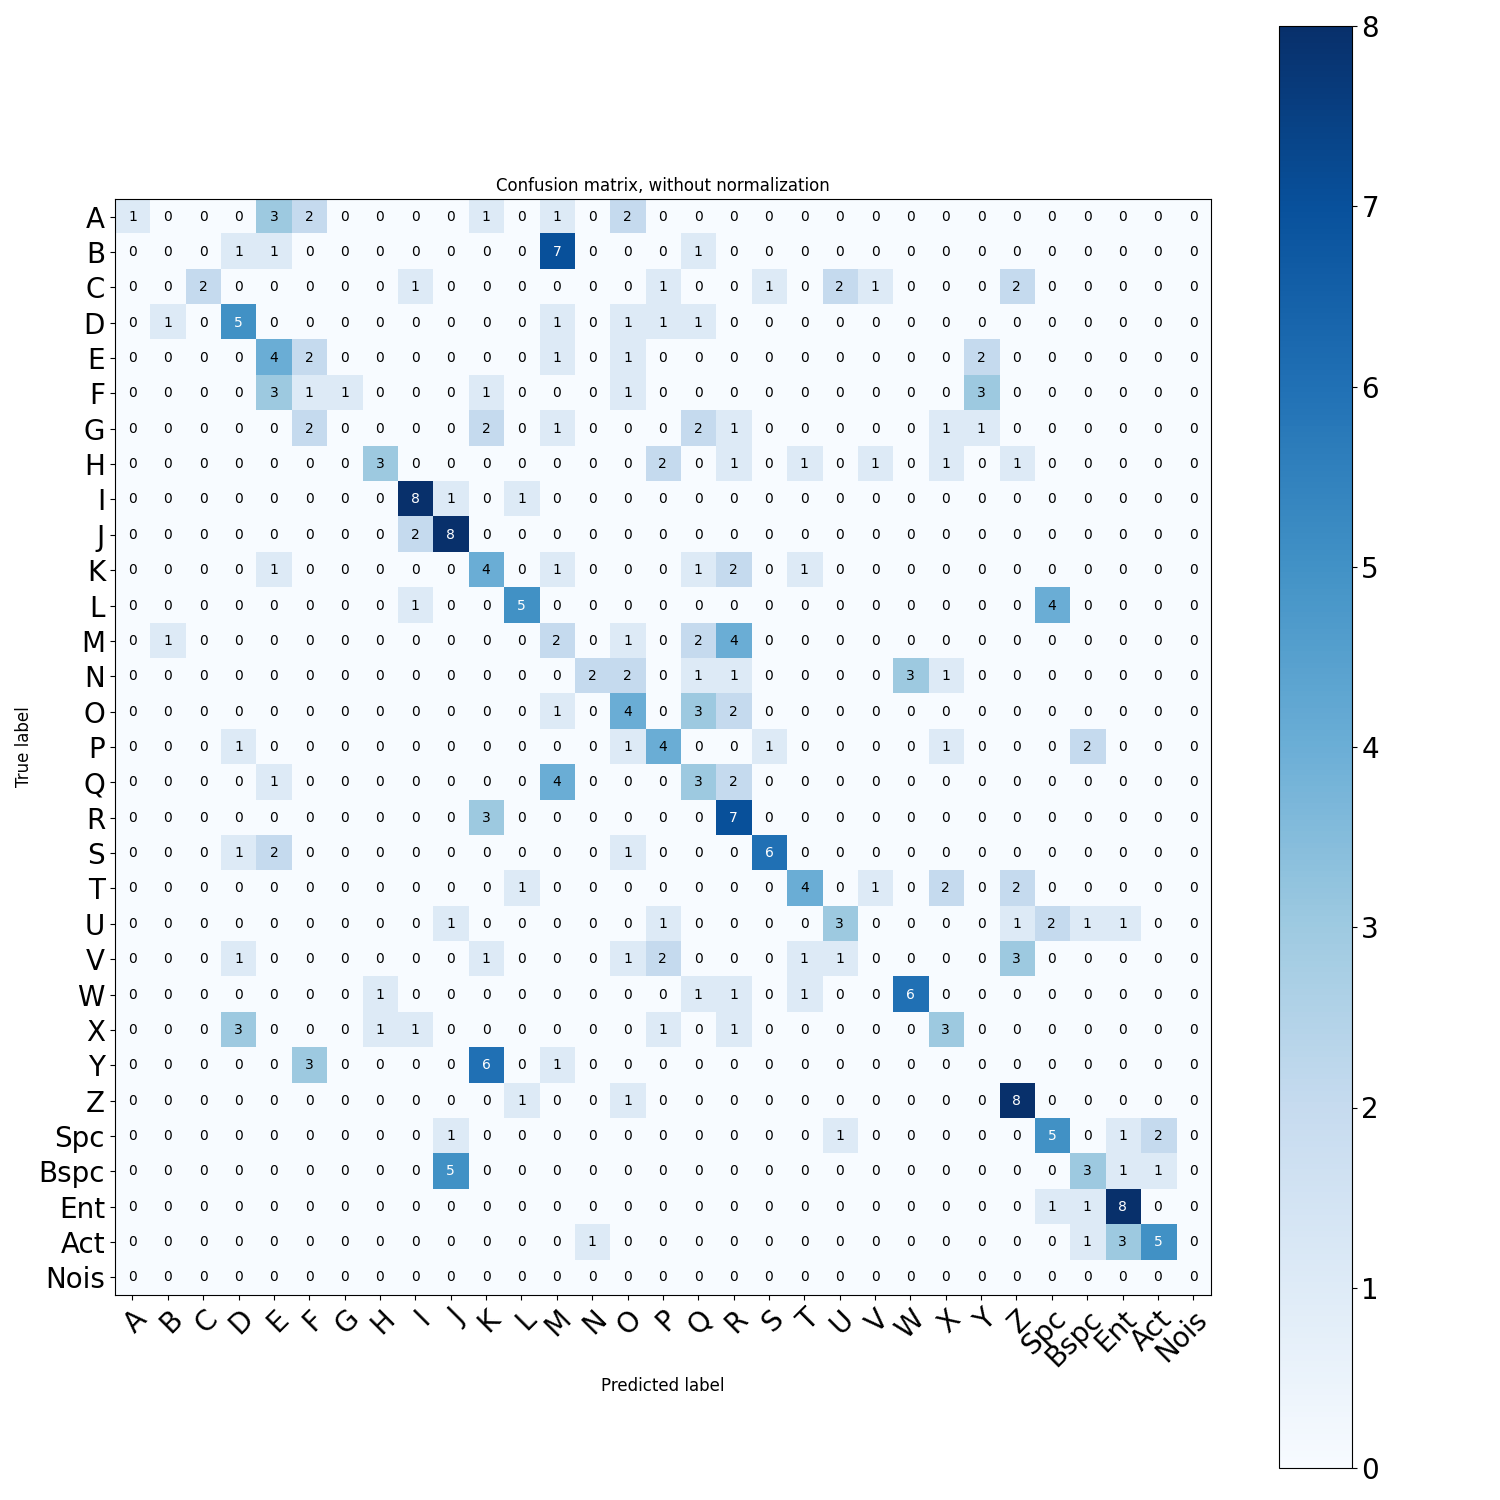 Confusion matrix, without normalization
A 1 0 0 0 3 2 0 0 0 0 1 0 1 0 2 0 0 0 0 0 0 0 0 0 0 0 0 0 0 0 0
B 0 0 0 1 1 0 0 0 0 0 0 0 7 0 0 0 1 0 0 0 0 0 0 0 0 0 0 0 0 0 0
C 0 0 2 0 0 0 0 0 1 0 0 0 0 0 0 1 0 0 1 0 2 1 0 0 0 2 0 0 0 0 0
D 0 1 0 5 0 0 0 0 0 0 0 0 1 0 1 1 1 0 0 0 0 0 0 0 0 0 0 0 0 0 0
E 0 0 0 0 4 2 0 0 0 0 0 0 1 0 1 0 0 0 0 0 0 0 0 0 2 0 0 0 0 0 0
F 0 0 0 0 3 1 1 0 0 0 1 0 0 0 1 0 0 0 0 0 0 0 0 0 3 0 0 0 0 0 0
G 0 0 0 0 0 2 0 0 0 0 2 0 1 0 0 0 2 1 0 0 0 0 0 1 1 0 0 0 0 0 0
H 0 0 0 0 0 0 0 3 0 0 0 0 0 0 0 2 0 1 0 1 0 1 0 1 0 1 0 0 0 0 0
I 0 0 0 0 0 0 0 0 8 1 0 1 0 0 0 0 0 0 0 0 0 0 0 0 0 0 0 0 0 0 0
J 0 0 0 0 0 0 0 0 2 8 0 0 0 0 0 0 0 0 0 0 0 0 0 0 0 0 0 0 0 0 0
K 0 0 0 0 1 0 0 0 0 0 4 0 1 0 0 0 1 2 0 1 0 0 0 0 0 0 0 0 0 0 0
L 0 0 0 0 0 0 0 0 1 0 0 5 0 0 0 0 0 0 0 0 0 0 0 0 0 0 4 0 0 0 0
M 0 1 0 0 0 0 0 0 0 0 0 0 2 0 1 0 2 4 0 0 0 0 0 0 0 0 0 0 0 0 0
N 0 0 0 0 0 0 0 0 0 0 0 0 0 2 2 0 1 1 0 0 0 0 3 1 0 0 0 0 0 0 0
O 0 0 0 0 0 0 0 0 0 0 0 0 1 0 4 0 3 2 0 0 0 0 0 0 0 0 0 0 0 0 0
P 0 0 0 1 0 0 0 0 0 0 0 0 0 0 1 4 0 0 1 0 0 0 0 1 0 0 0 2 0 0 0
Q 0 0 0 0 1 0 0 0 0 0 0 0 4 0 0 0 3 2 0 0 0 0 0 0 0 0 0 0 0 0 0
R 0 0 0 0 0 0 0 0 0 0 3 0 0 0 0 0 0 7 0 0 0 0 0 0 0 0 0 0 0 0 0
S 0 0 0 1 2 0 0 0 0 0 0 0 0 0 1 0 0 0 6 0 0 0 0 0 0 0 0 0 0 0 0
T 0 0 0 0 0 0 0 0 0 0 0 1 0 0 0 0 0 0 0 4 0 1 0 2 0 2 0 0 0 0 0
U 0 0 0 0 0 0 0 0 0 1 0 0 0 0 0 1 0 0 0 0 3 0 0 0 0 1 2 1 1 0 0
V 0 0 0 1 0 0 0 0 0 0 1 0 0 0 1 2 0 0 0 1 1 0 0 0 0 3 0 0 0 0 0
W 0 0 0 0 0 0 0 1 0 0 0 0 0 0 0 0 1 1 0 1 0 0 6 0 0 0 0 0 0 0 0
X 0 0 0 3 0 0 0 1 1 0 0 0 0 0 0 1 0 1 0 0 0 0 0 3 0 0 0 0 0 0 0
Y 0 0 0 0 0 3 0 0 0 0 6 0 1 0 0 0 0 0 0 0 0 0 0 0 0 0 0 0 0 0 0
Z 0 0 0 0 0 0 0 0 0 0 0 1 0 0 1 0 0 0 0 0 0 0 0 0 0 8 0 0 0 0 0
Spc 0 0 0 0 0 0 0 0 0 1 0 0 0 0 0 0 0 0 0 0 1 0 0 0 0 0 5 0 1 2 0
Bspc 0 0 0 0 0 0 0 0 0 5 0 0 0 0 0 0 0 0 0 0 0 0 0 0 0 0 0 3 1 1 0
Ent 0 0 0 0 0 0 0 0 0 0 0 0 0 0 0 0 0 0 0 0 0 0 0 0 0 0 1 1 8 0 0
Act 0 0 0 0 0 0 0 0 0 0 0 0 0 1 0 0 0 0 0 0 0 0 0 0 0 0 0 1 3 5 0
Nois 0 0 0 0 0 0 0 0 0 0 0 0 0 0 0 0 0 0 0 0 0 0 0 0 0 0 0 0 0 0 0
A B C D E F G H I J K L M N O P Q R S T U V W X Y Z Spc Bspc Ent Act Nois
Predicted label
True label
8
7
6
5
4
3
2
1
0